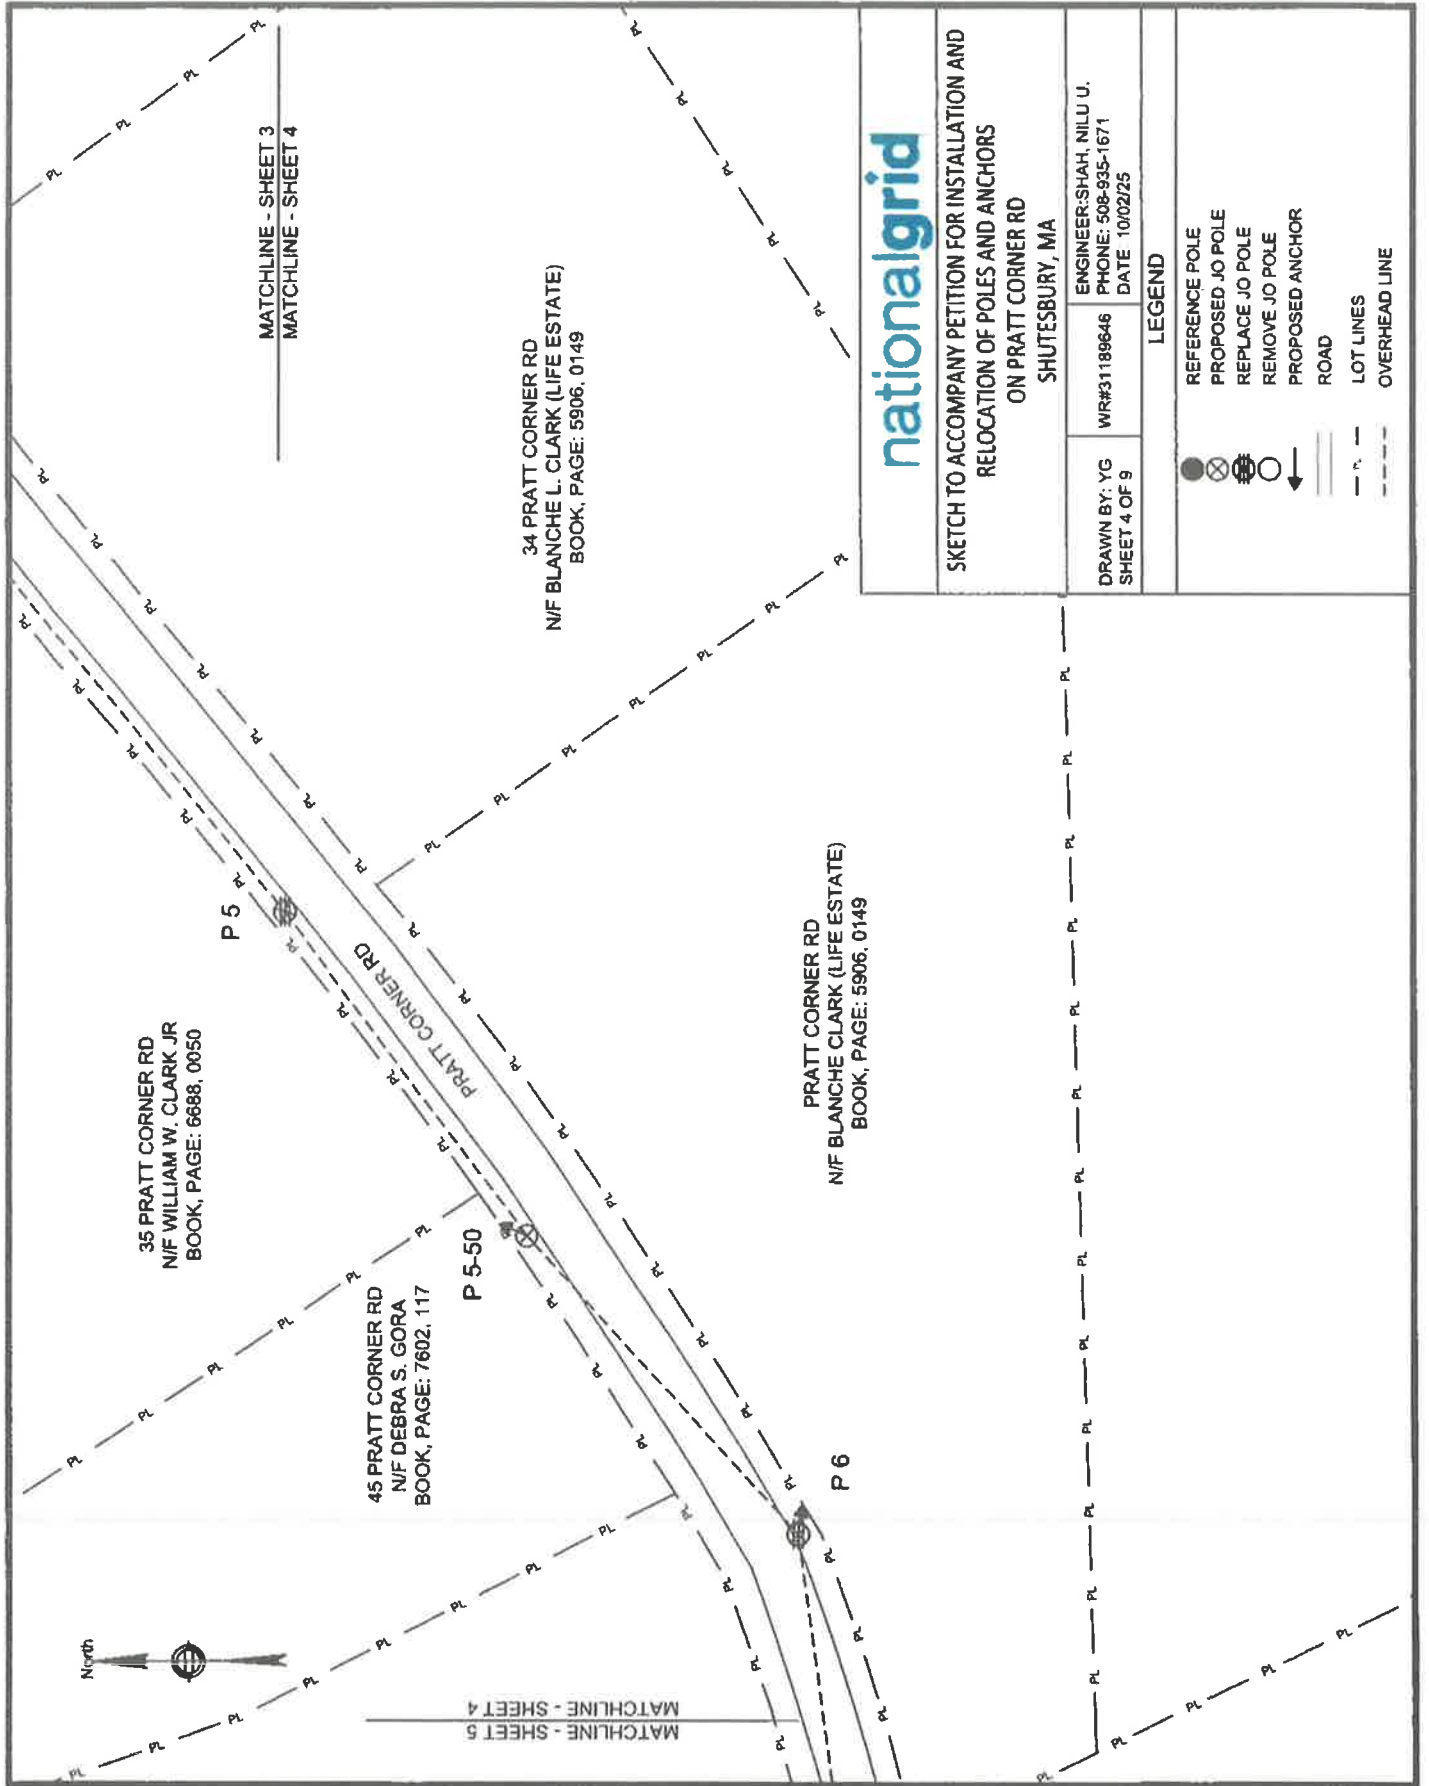 North
MATCHLINE - SHEET 5
MATCHLINE - SHEET 4
35 PRATT CORNER RD
N/F WILLIAM W. CLARK JR
BOOK, PAGE: 6688, 0050
45 PRATT CORNER RD
N/F DEBRA S. GORA
BOOK, PAGE: 7602, 117
P 5
P 5-50
P 6
PRATT CORNER RD
MATCHLINE - SHEET 3
MATCHLINE - SHEET 4
34 PRATT CORNER RD
N/F BLANCHE L. CLARK (LIFE ESTATE)
BOOK, PAGE: 5906, 0149
PRATT CORNER RD
N/F BLANCHE CLARK (LIFE ESTATE)
BOOK, PAGE: 5906, 0149
PL
nationalgrid
SKETCH TO ACCOMPANY PETITION FOR INSTALLATION AND
RELOCATION OF POLES AND ANCHORS
ON PRATT CORNER RD
SHUTESBURY, MA
DRAWN BY: YG
SHEET 4 OF 9
WR#31189646
ENGINEER:SHAH, NILU U.
PHONE: 508-935-1671
DATE: 10/02/25
LEGEND
REFERENCE POLE
PROPOSED JO POLE
REPLACE JO POLE
REMOVE JO POLE
PROPOSED ANCHOR
ROAD
LOT LINES
OVERHEAD LINE